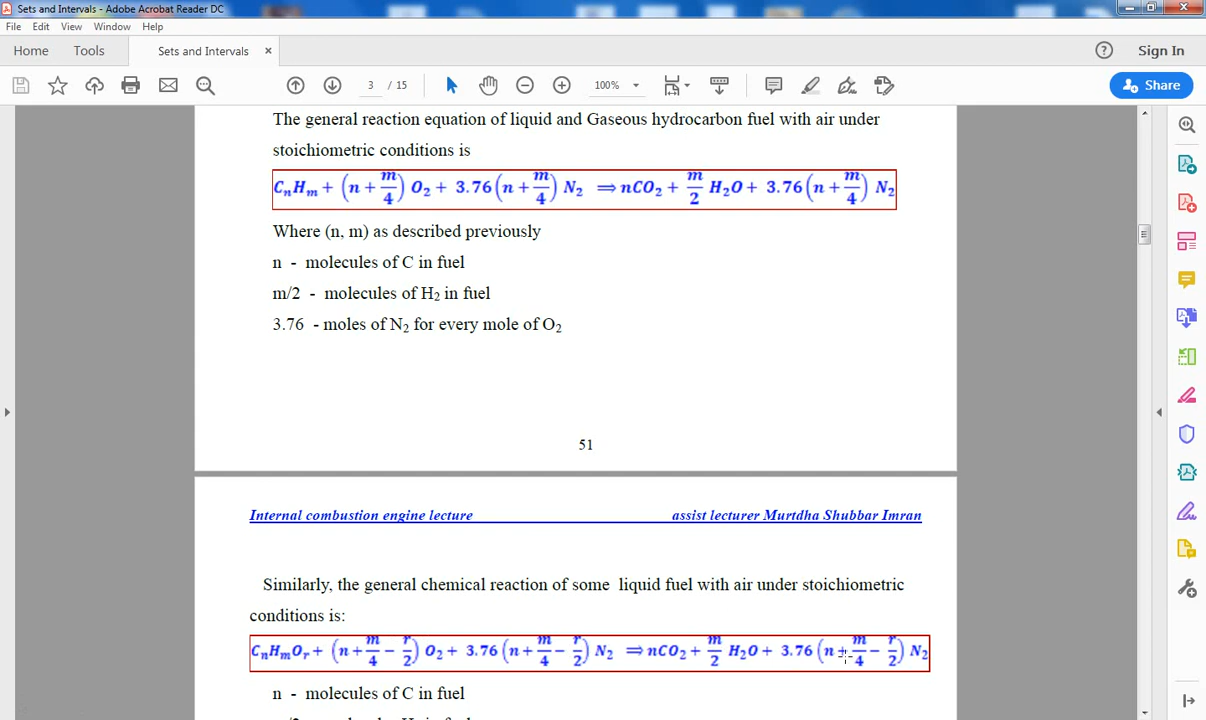 Sets and Intervals - Adobe Acrobat Reader DC
File Edit View Window Help
Home Tools Sets and Intervals × ? Sign In
3 / 15 100% Share
The general reaction equation of liquid and Gaseous hydrocarbon fuel with air under
stoichiometric conditions is
CₙHₘ + (n + m/4) O₂ + 3.76 (n + m/4) N₂ ⟹ nCO₂ + m/2 H₂O + 3.76 (n + m/4) N₂
Where (n, m) as described previously
n - molecules of C in fuel
m/2 - molecules of H₂ in fuel
3.76 - moles of N₂ for every mole of O₂
51
Internal combustion engine lecture assist lecturer Murtdha Shubbar Imran
Similarly, the general chemical reaction of some liquid fuel with air under stoichiometric
conditions is:
CₙHₘOᵣ + (n + m/4 − r/2) O₂ + 3.76 (n + m/4 − r/2) N₂ ⟹ nCO₂ + m/2 H₂O + 3.76 (n + m/4 − r/2) N₂
n - molecules of C in fuel